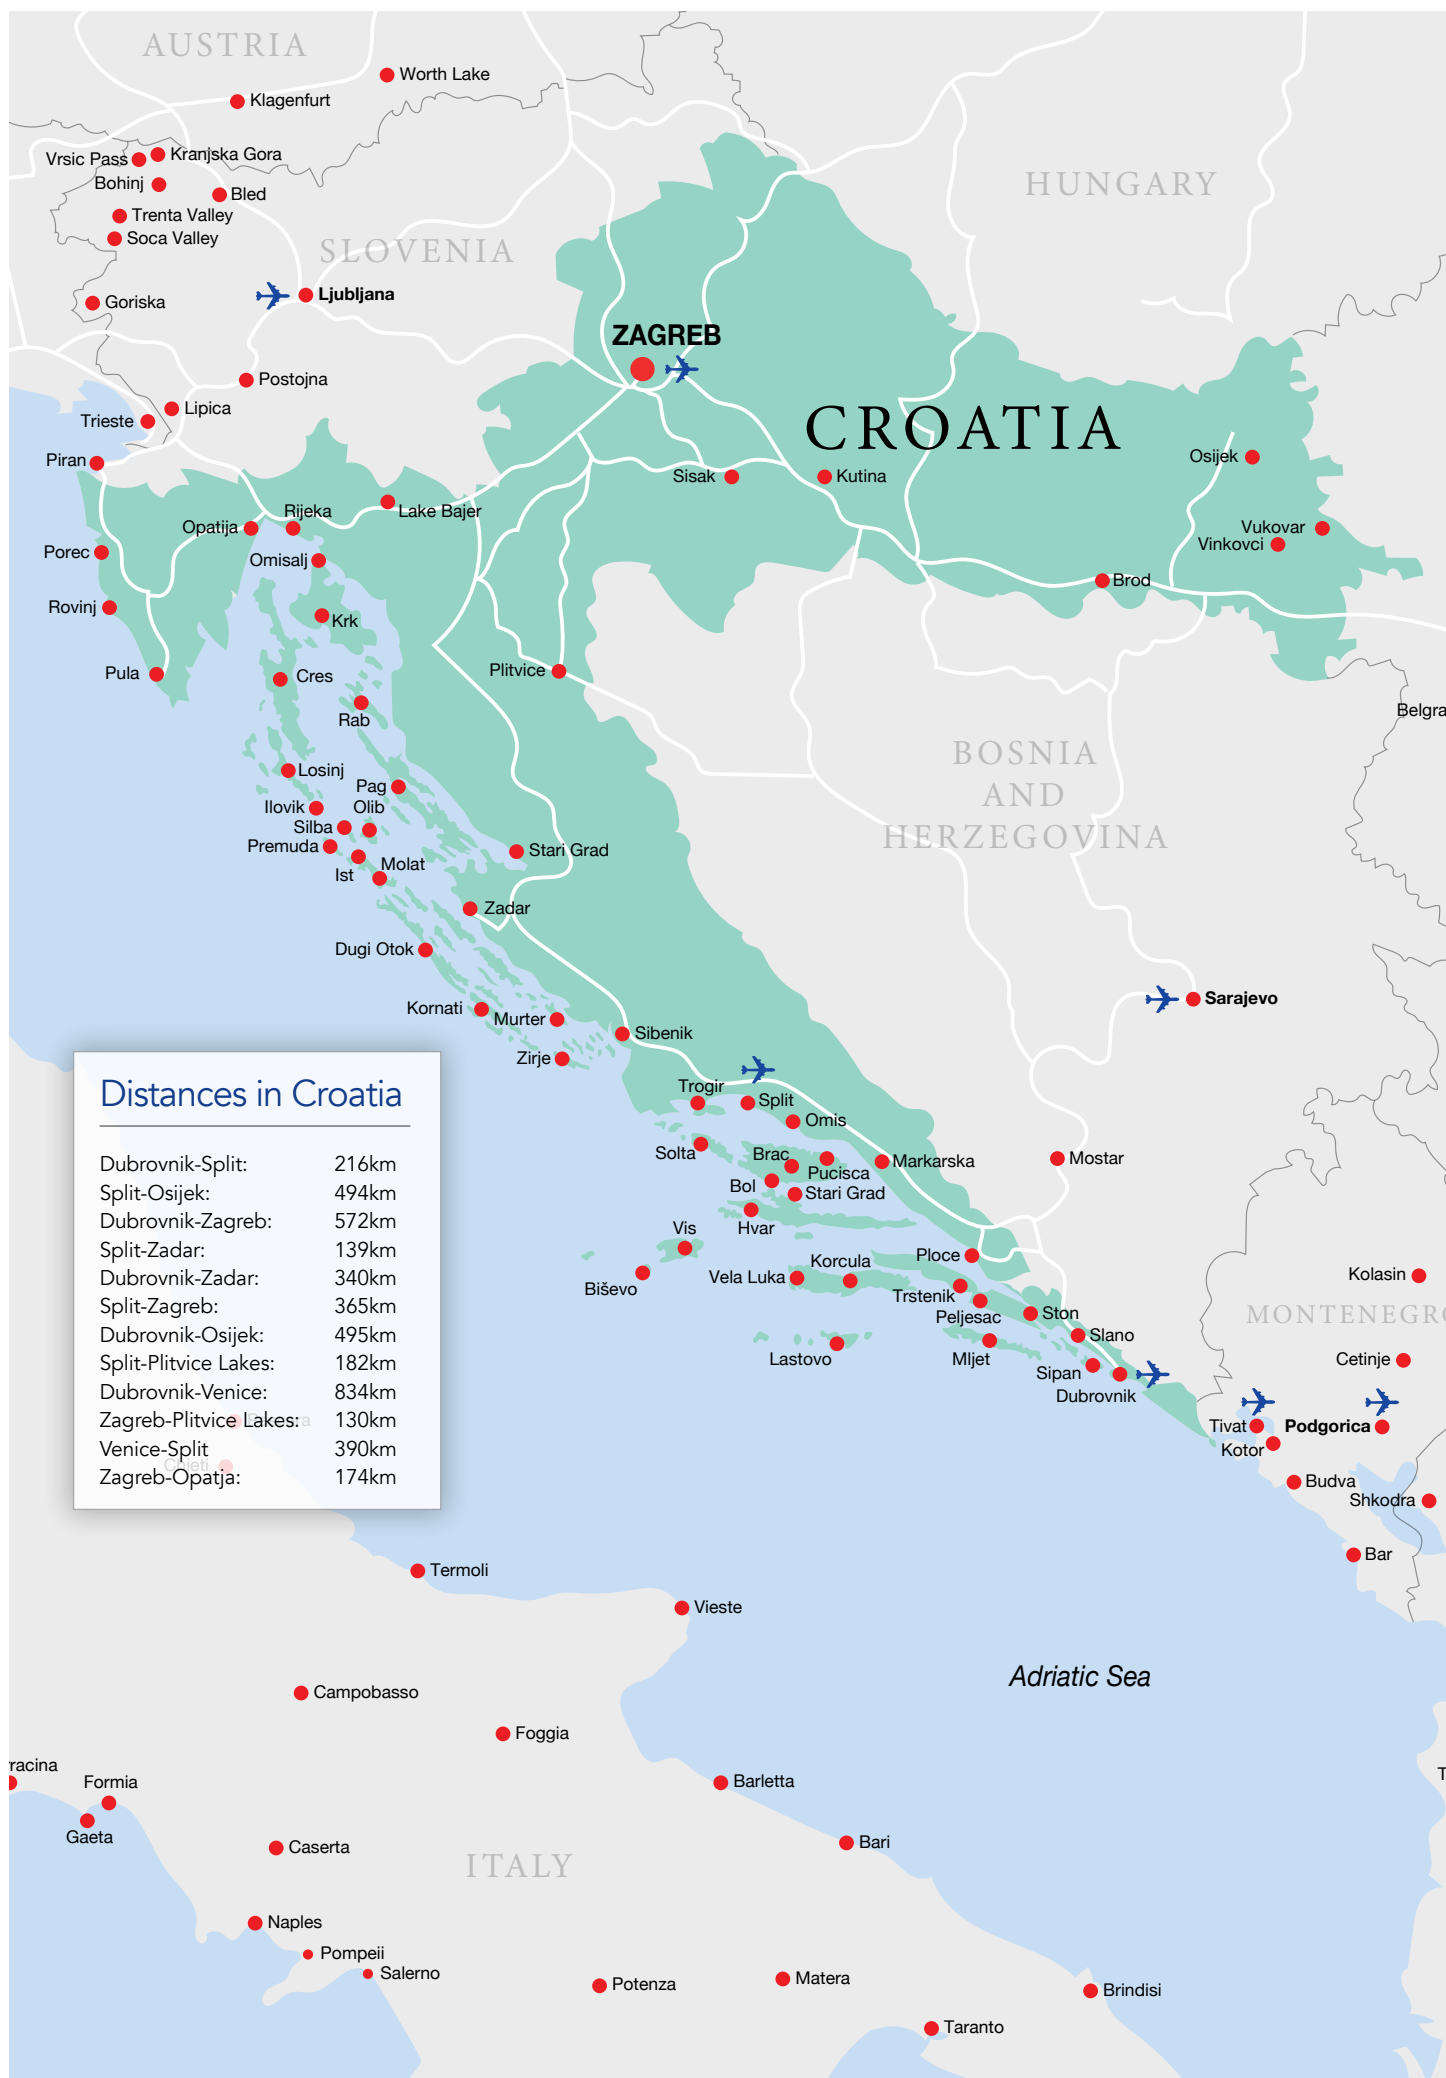 AUSTRIA
Worth Lake
Klagenfurt
Vrsic Pass
Kranjska Gora
Bohinj
Bled
HUNGARY
Trenta Valley
Soca Valley
SLOVENIA
Goriska
Ljubljana
ZAGREB
Postojna
Lipica
Trieste
CROATIA
Piran
Osijek
Sisak
Kutina
Lake Bajer
Rijeka
Opatija
Vukovar
Vinkovci
Porec
Omisalj
Brod
Rovinj
Krk
Pula
Cres
Plitvice
Rab
Belgra
BOSNIA
AND
HERZEGOVINA
Losinj
Pag
Ilovik
Olib
Silba
Premuda
Stari Grad
Molat
Ist
Zadar
Dugi Otok
Sarajevo
Kornati
Murter
Sibenik
Zirje
Trogir
Split
Omis
Solta
Brac
Pucisca
Markarska
Mostar
Bol
Stari Grad
Hvar
Vis
Ploce
Biševo
Vela Luka
Korcula
Trstenik
Peljesac
Ston
Kolasin
MONTENEGRO
Slano
Lastovo
Mljet
Sipan
Cetinje
Dubrovnik
Tivat
Podgorica
Kotor
Budva
Shkodra
Bar
Distances in Croatia
Dubrovnik-Split: 216km
Split-Osijek: 494km
Dubrovnik-Zagreb: 572km
Split-Zadar: 139km
Dubrovnik-Zadar: 340km
Split-Zagreb: 365km
Dubrovnik-Osijek: 495km
Split-Plitvice Lakes: 182km
Dubrovnik-Venice: 834km
Zagreb-Plitvice Lakes: 130km
Venice-Split 390km
Chieti
Zagreb-Opatja: 174km
Termoli
Vieste
Adriatic Sea
Campobasso
Foggia
rracina
Formia
Barletta
T
Gaeta
Caserta
Bari
ITALY
Naples
Pompeii
Salerno
Potenza
Matera
Brindisi
Taranto